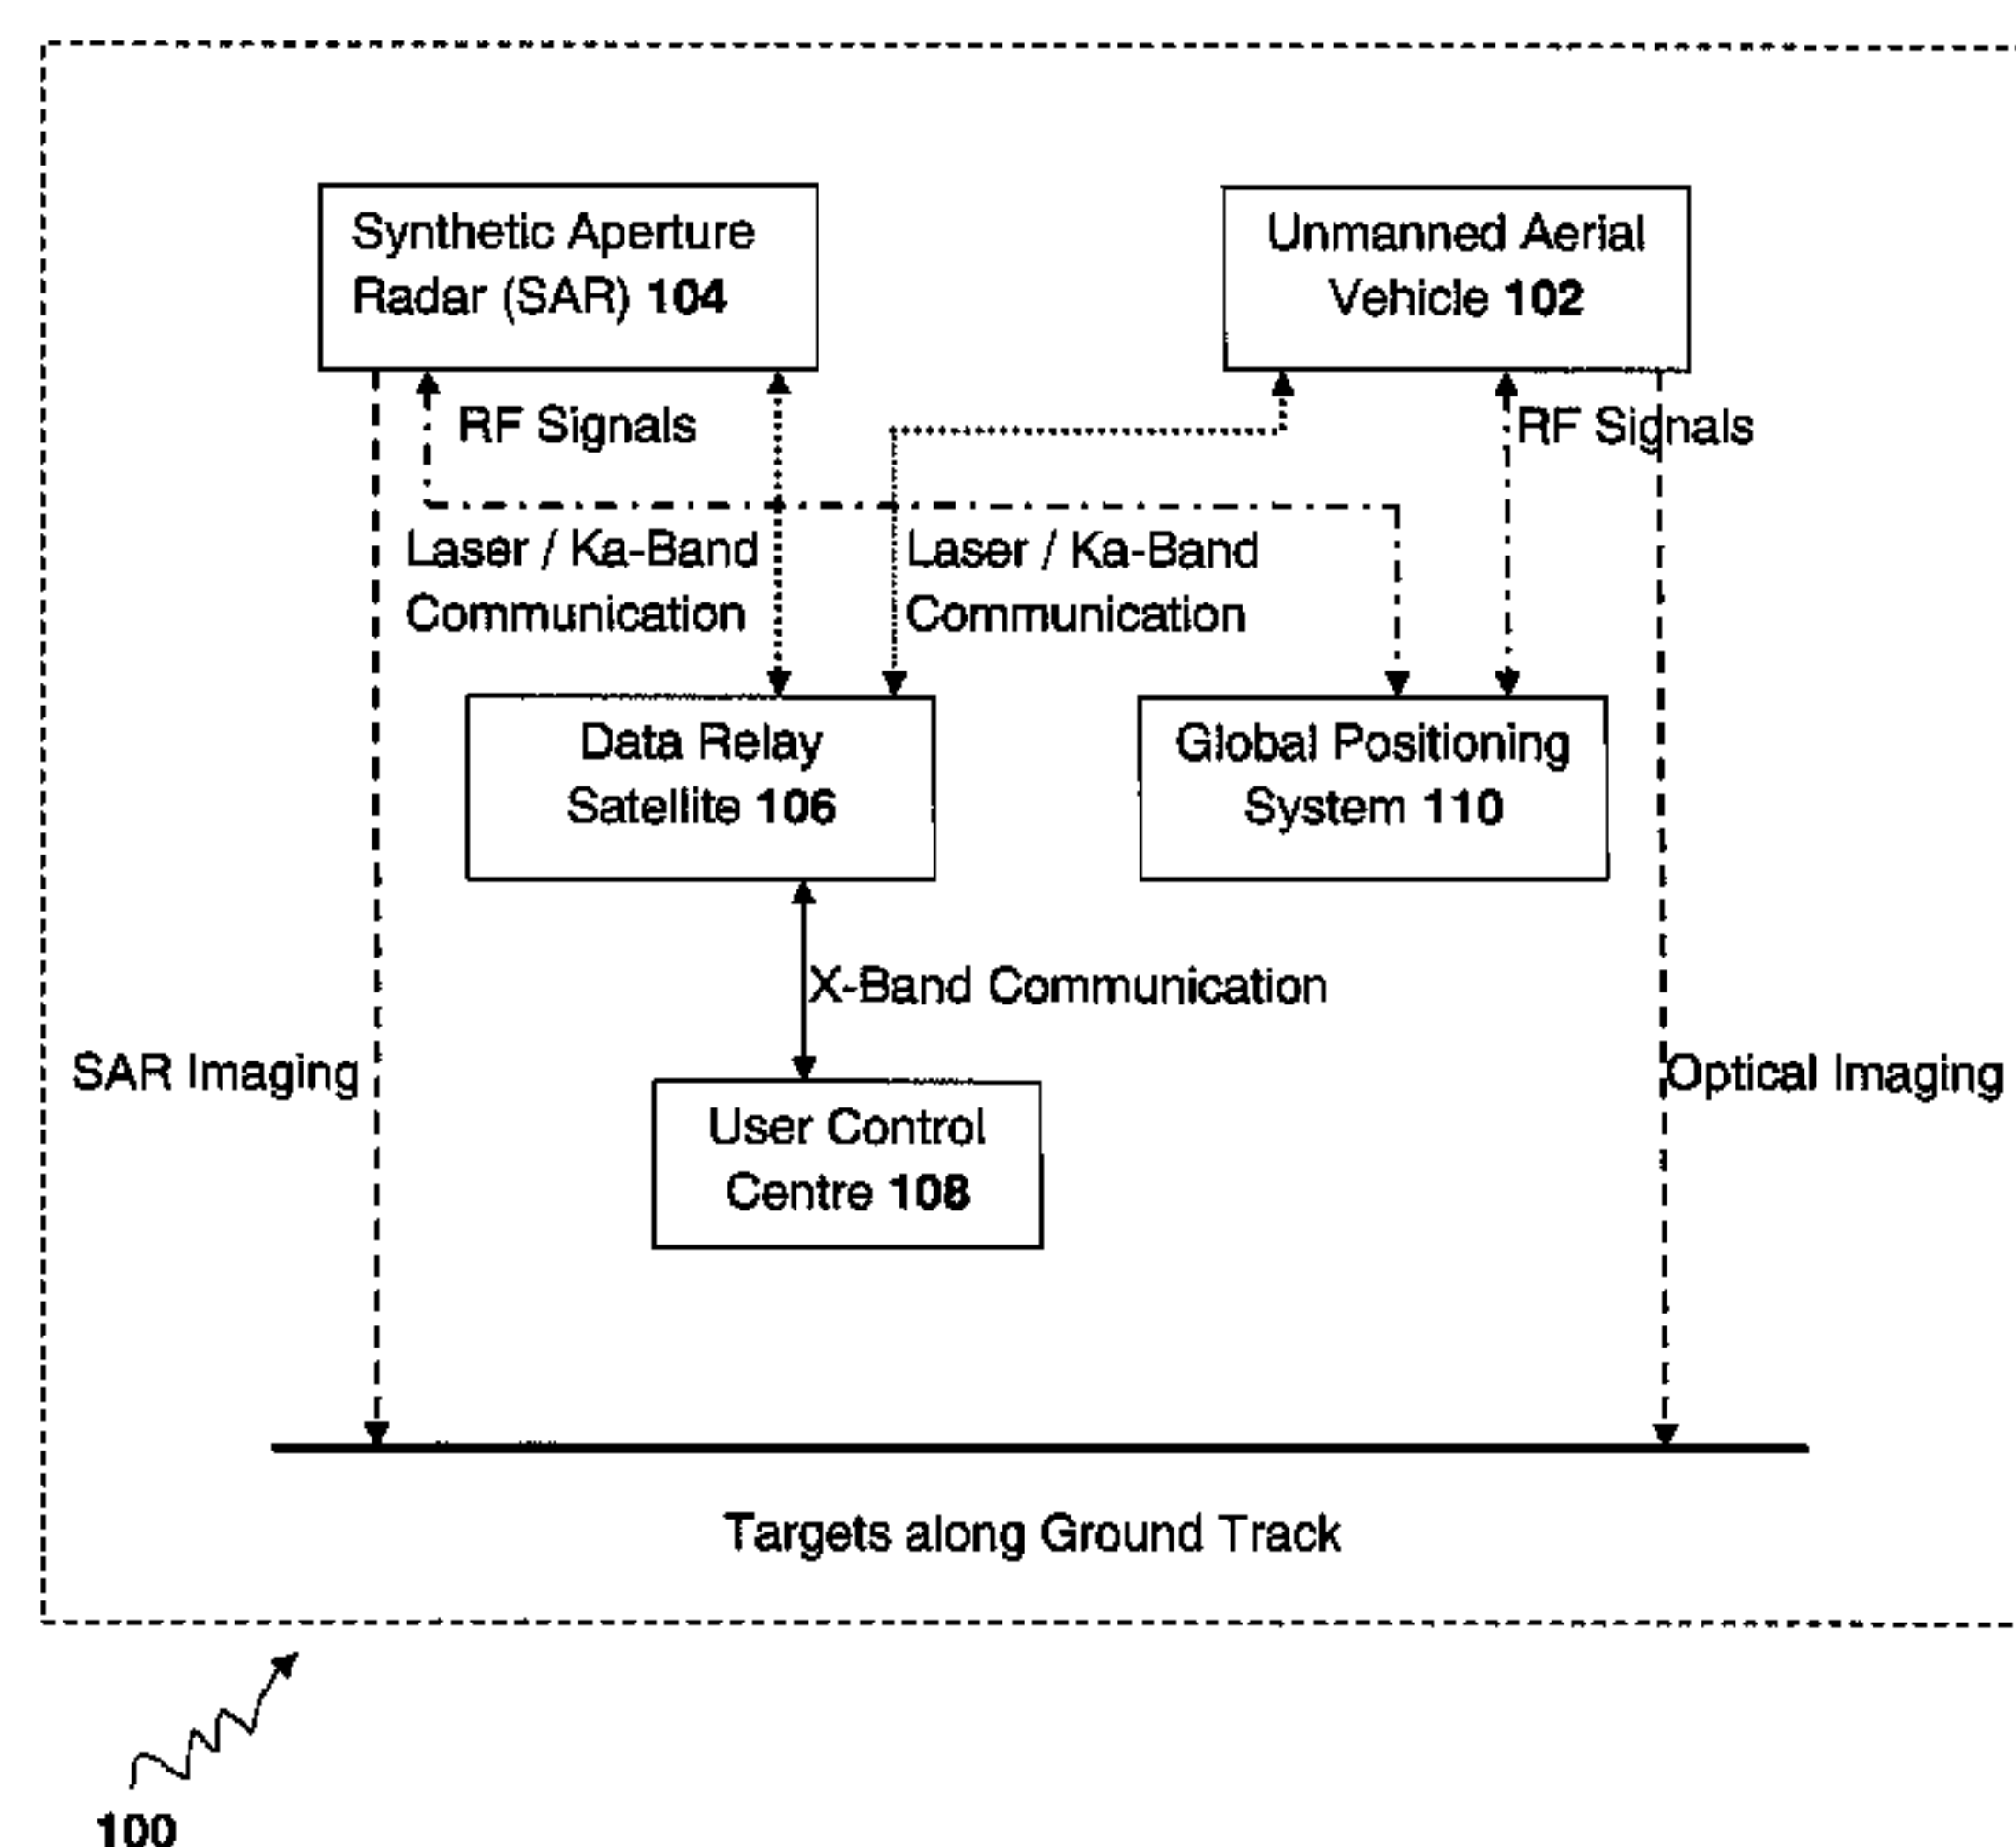 Synthetic Aperture
Radar (SAR) 104
Unmanned Aerial
Vehicle 102
RF Signals
RF Signals
Laser / Ka-Band
Communication
Laser / Ka-Band
Communication
Data Relay
Satellite 106
Global Positioning
System 110
X-Band Communication
SAR Imaging
Optical Imaging
User Control
Centre 108
Targets along Ground Track
100